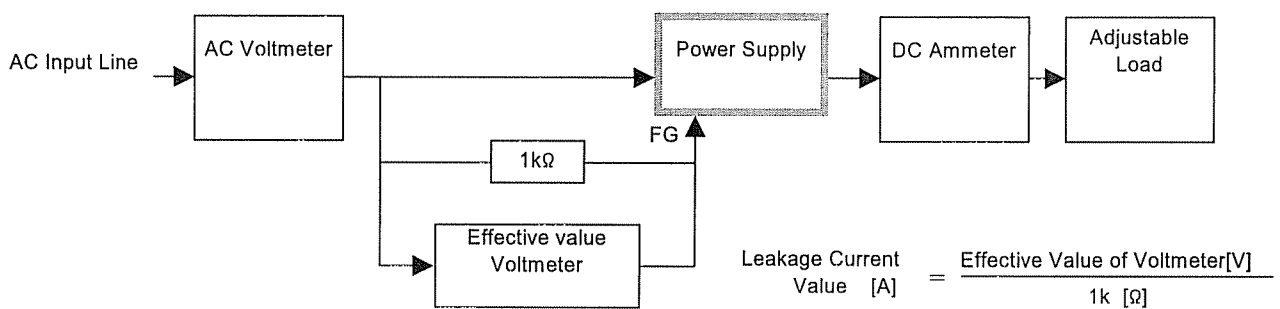 AC Input Line
AC Voltmeter
Power Supply
DC Ammeter
Adjustable
Load
FG
1kΩ
Effective value
Voltmeter
Leakage Current
Value [A]
=
Effective Value of Voltmeter[V]
1k [Ω]